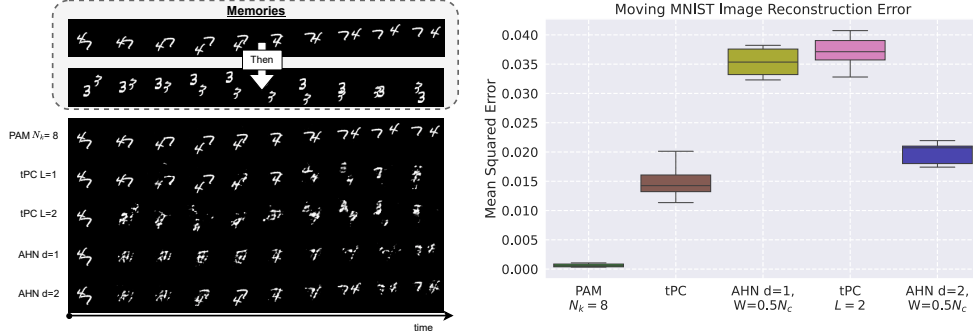 Memories
Then
PAM N_k= 8
tPC L=1
tPC L=2
AHN d=1
AHN d=2
time
Moving MNIST Image Reconstruction Error
Mean Squared Error
0.040
0.035
0.030
0.025
0.020
0.015
0.010
0.005
0.000
PAM
N_k = 8
tPC
AHN d=1,
W=0.5N_c
tPC
L = 2
AHN d=2,
W=0.5N_c